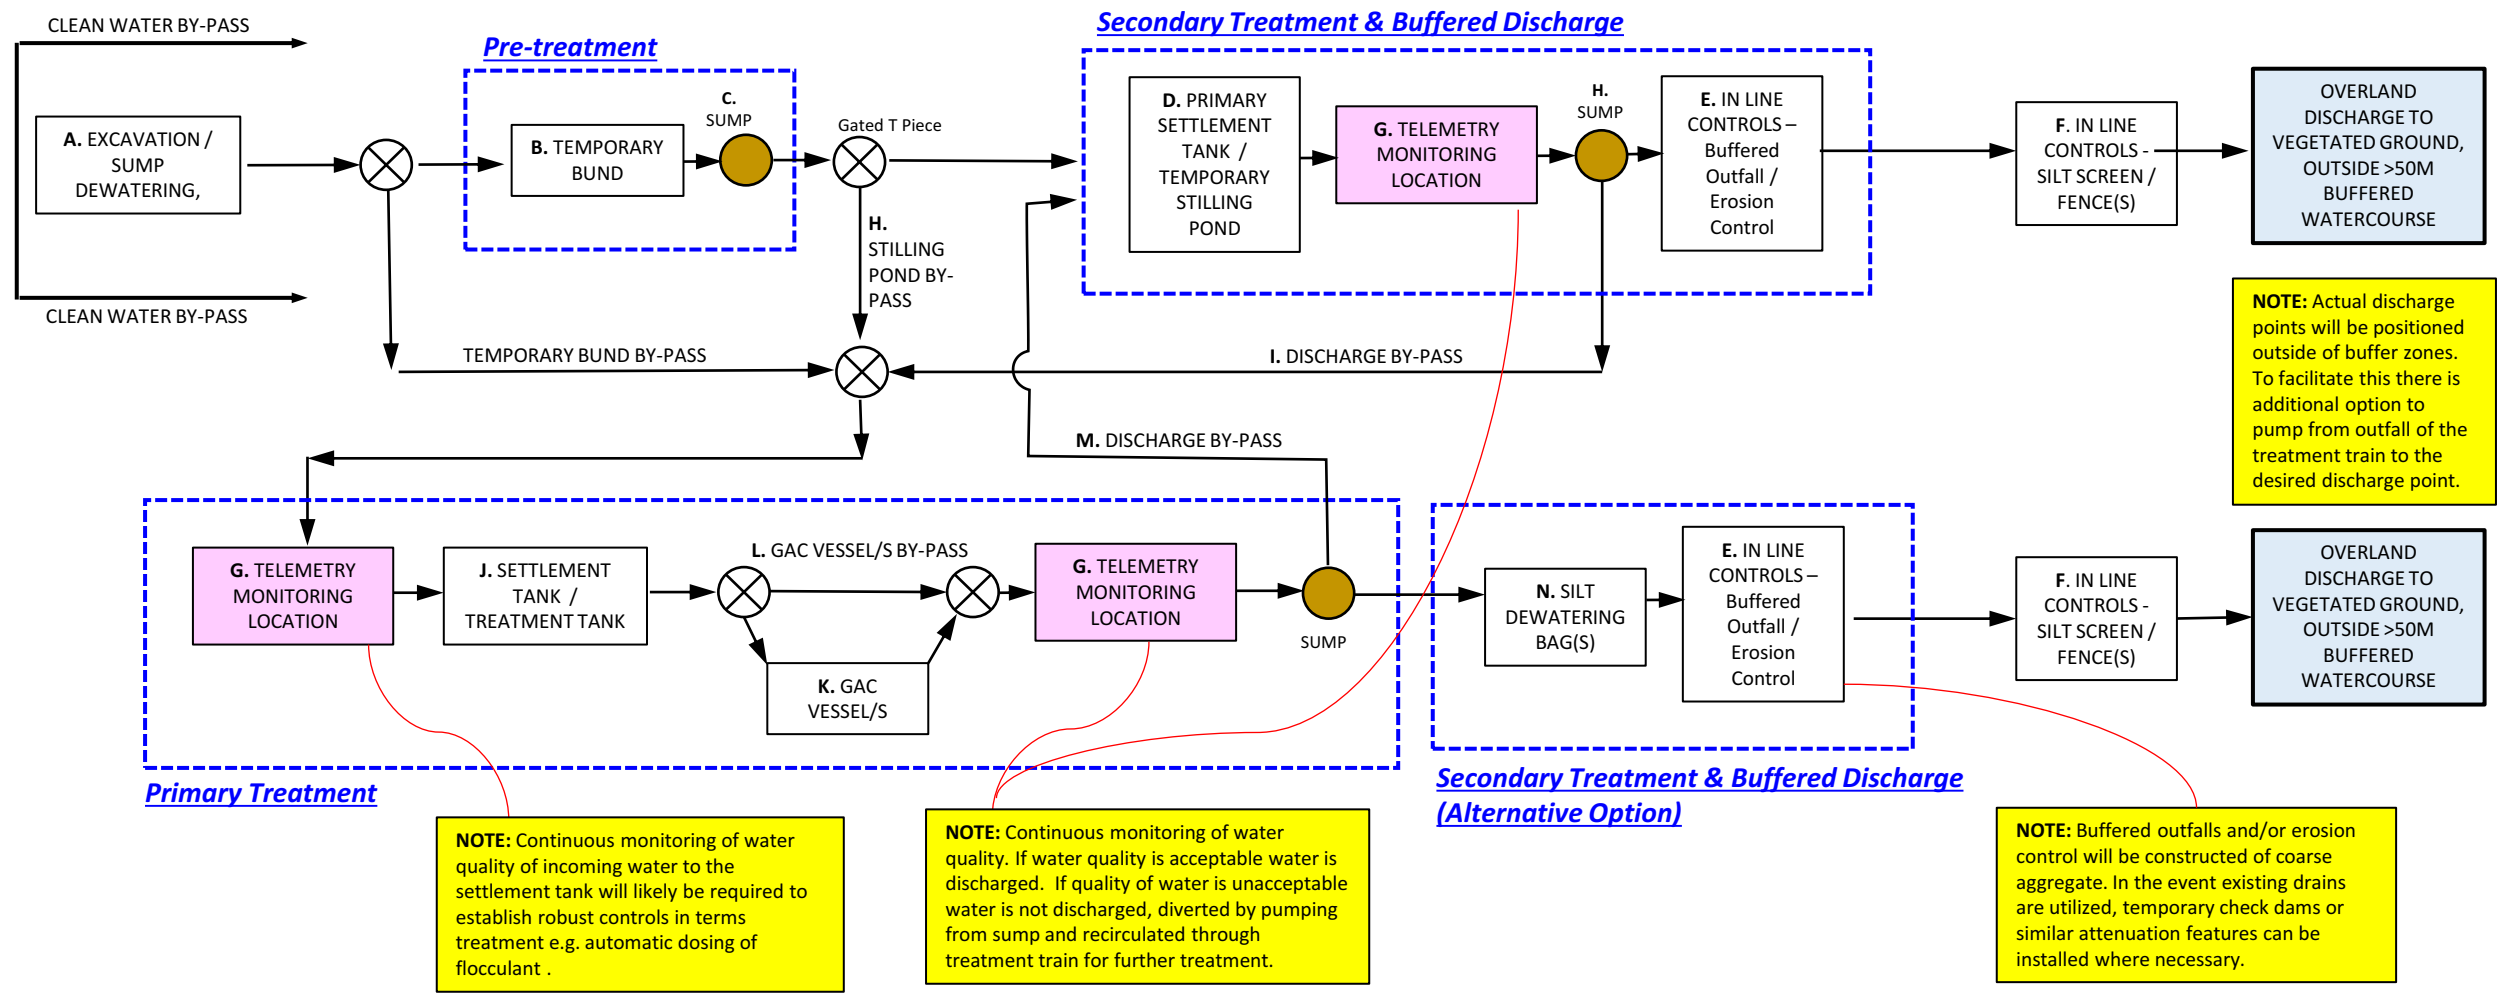 CLEAN WATER BY-PASS
Secondary Treatment & Buffered Discharge
Pre-treatment
A. EXCAVATION /
SUMP
DEWATERING,
B. TEMPORARY
BUND
C.
SUMP
Gated T Piece
D. PRIMARY
SETTLEMENT
TANK /
TEMPORARY
STILLING
POND
G. TELEMETRY
MONITORING
LOCATION
H.
SUMP
E. IN LINE
CONTROLS –
Buffered
Outfall /
Erosion
Control
F. IN LINE
CONTROLS -
SILT SCREEN /
FENCE(S)
OVERLAND
DISCHARGE TO
VEGETATED GROUND,
OUTSIDE >50M
BUFFERED
WATERCOURSE
H.
STILLING
POND BY-
PASS
CLEAN WATER BY-PASS
TEMPORARY BUND BY-PASS
I. DISCHARGE BY-PASS
NOTE: Actual discharge
points will be positioned
outside of buffer zones.
To facilitate this there is
additional option to
pump from outfall of the
treatment train to the
desired discharge point.
M. DISCHARGE BY-PASS
G. TELEMETRY
MONITORING
LOCATION
J. SETTLEMENT
TANK /
TREATMENT TANK
L. GAC VESSEL/S BY-PASS
K. GAC
VESSEL/S
G. TELEMETRY
MONITORING
LOCATION
SUMP
N. SILT
DEWATERING
BAG(S)
E. IN LINE
CONTROLS –
Buffered
Outfall /
Erosion
Control
F. IN LINE
CONTROLS -
SILT SCREEN /
FENCE(S)
OVERLAND
DISCHARGE TO
VEGETATED GROUND,
OUTSIDE >50M
BUFFERED
WATERCOURSE
Primary Treatment
Secondary Treatment & Buffered Discharge
(Alternative Option)
NOTE: Continuous monitoring of water
quality of incoming water to the
settlement tank will likely be required to
establish robust controls in terms
treatment e.g. automatic dosing of
flocculant .
NOTE: Continuous monitoring of water
quality. If water quality is acceptable water is
discharged. If quality of water is unacceptable
water is not discharged, diverted by pumping
from sump and recirculated through
treatment train for further treatment.
NOTE: Buffered outfalls and/or erosion
control will be constructed of coarse
aggregate. In the event existing drains
are utilized, temporary check dams or
similar attenuation features can be
installed where necessary.